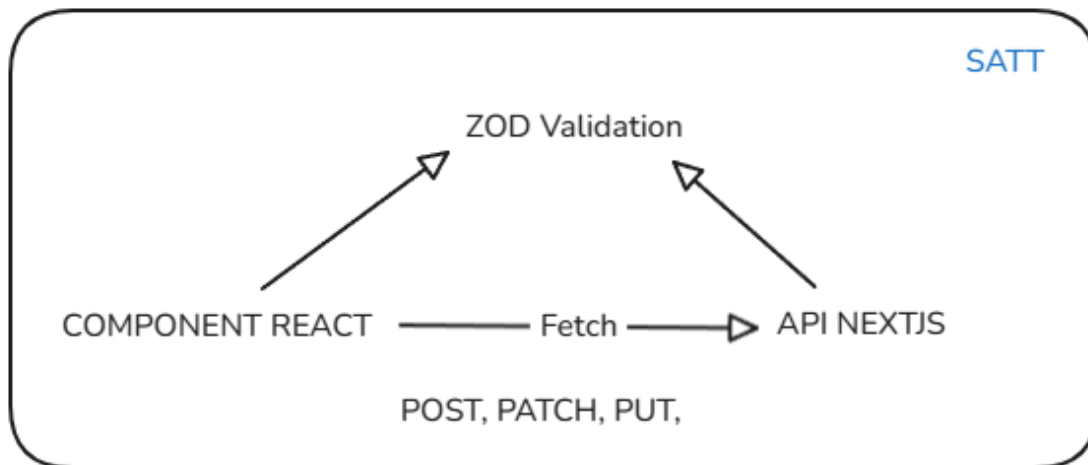 SATT
ZOD Validation
COMPONENT REACT
Fetch
API NEXTJS
POST, PATCH, PUT,